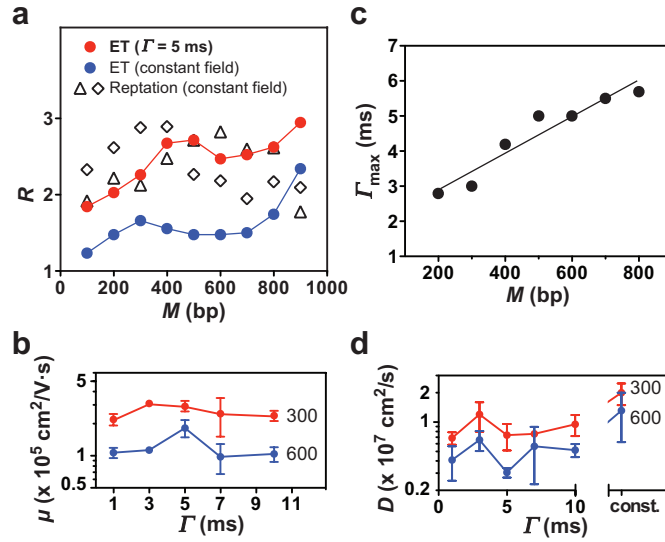 a
ET (Γ = 5 ms)
ET (constant field)
Reptation (constant field)
3
2
1
R
0 200 400 600 800 1000
M (bp)
c
7
6
5
4
3
2
1
Γmax (ms)
200 400 600 800
M (bp)
b
5
1
0.5
μ (x 10⁵ cm²/V·s)
300
600
1 3 5 7 9 11
Γ (ms)
d
2
1
0.2
D (x 10⁷ cm²/s)
300
600
0 5 10 const.
Γ (ms)